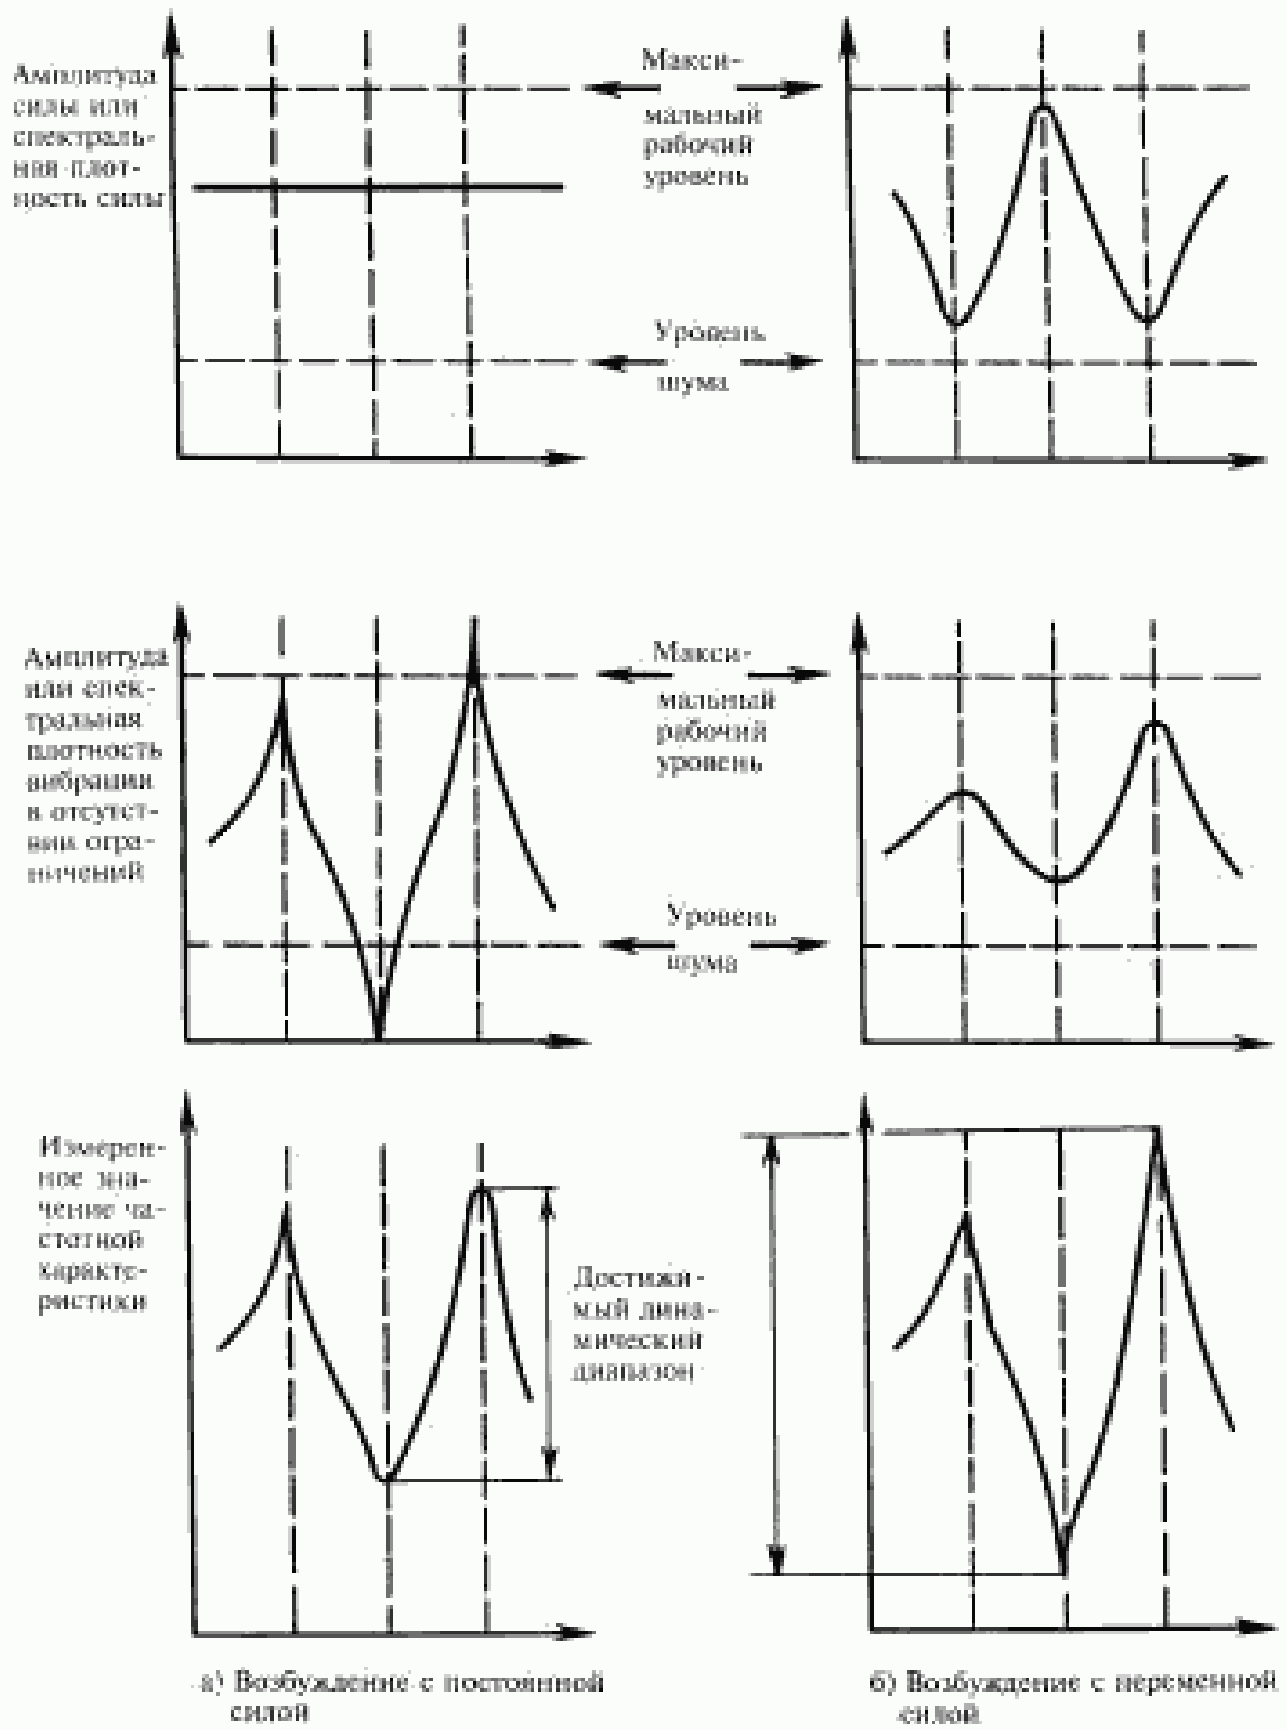 Амплитуда
силы или
спектраль-
ная плот-
ность силы
Макси-
мальный
рабочий
уровень
Уровень
шума
Амплитуда
или спек-
тральная
плотность
вибрации
в отсутст-
вии огра-
ничений
Макси-
мальный
рабочий
уровень
Уровень
шума
Измерен-
ное зна-
чение ча-
стотной
характе-
ристики
Достижи-
мый дина-
мический
диапазон
а) Возбуждение с постоянной
силой
б) Возбуждение с переменной
силой